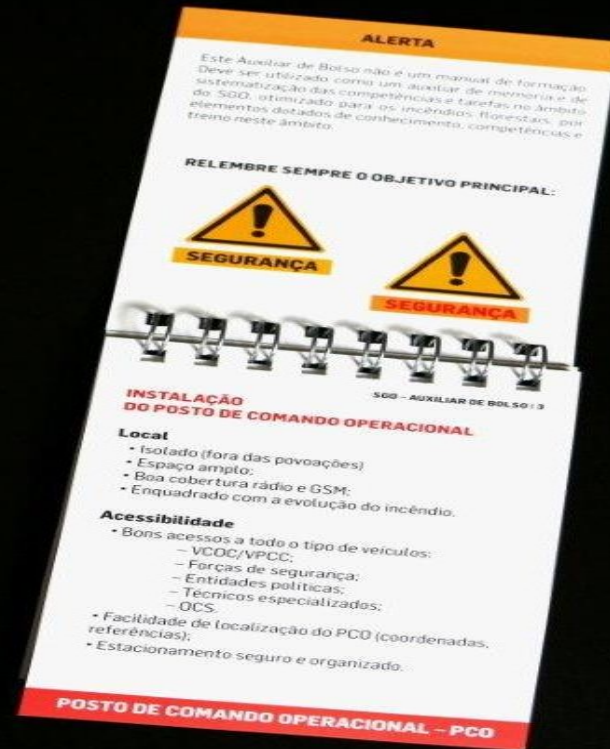 ALERTA
Este Auxiliar de Bolso não é um manual de formação
Deve ser utilizado como um auxiliar de memória e de
sistematização das competências e tarefas no âmbito
do SGO, otimizado para os incêndios florestais, por
elementos dotados de conhecimento, competências e
treino neste âmbito.
RELEMBRE SEMPRE O OBJETIVO PRINCIPAL:
SEGURANÇA
SEGURANÇA
SGO - AUXILIAR DE BOLSO | 3
INSTALAÇÃO
DO POSTO DE COMANDO OPERACIONAL
Local
• Isolado (fora das povoações)
• Espaço amplo;
• Boa cobertura rádio e GSM;
• Enquadrado com a evolução do incêndio.
Acessibilidade
• Bons acessos a todo o tipo de veículos:
– VCOC/VPCC;
– Forças de segurança;
– Entidades políticas;
– Técnicos especializados;
– OCS.
• Facilidade de localização do PCO (coordenadas,
referências);
• Estacionamento seguro e organizado.
POSTO DE COMANDO OPERACIONAL – PCO